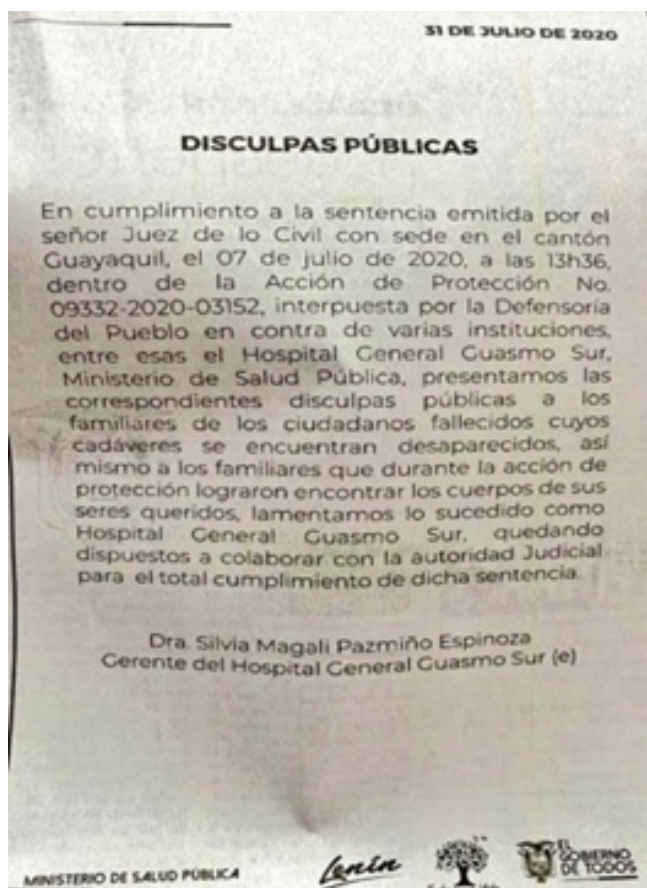 31 DE JULIO DE 2020
DISCULPAS PÚBLICAS
En cumplimiento a la sentencia emitida por el
señor Juez de lo Civil con sede en el cantón
Guayaquil, el 07 de julio de 2020, a las 13h36,
dentro de la Acción de Protección No.
09332-2020-03152, interpuesta por la Defensoría
del Pueblo en contra de varias instituciones,
entre esas el Hospital General Guasmo Sur,
Ministerio de Salud Pública, presentamos las
correspondientes disculpas públicas a los
familiares de los ciudadanos fallecidos cuyos
cadáveres se encuentran desaparecidos, así
mismo a los familiares que durante la acción de
protección lograron encontrar los cuerpos de sus
seres queridos, lamentamos lo sucedido como
Hospital General Guasmo Sur, quedando
dispuestos a colaborar con la autoridad Judicial
para el total cumplimiento de dicha sentencia.
Dra. Silvia Magali Pazmiño Espinoza
Gerente del Hospital General Guasmo Sur (e)
MINISTERIO DE SALUD PÚBLICA
Lenín
EL
GOBIERNO
DE TODOS